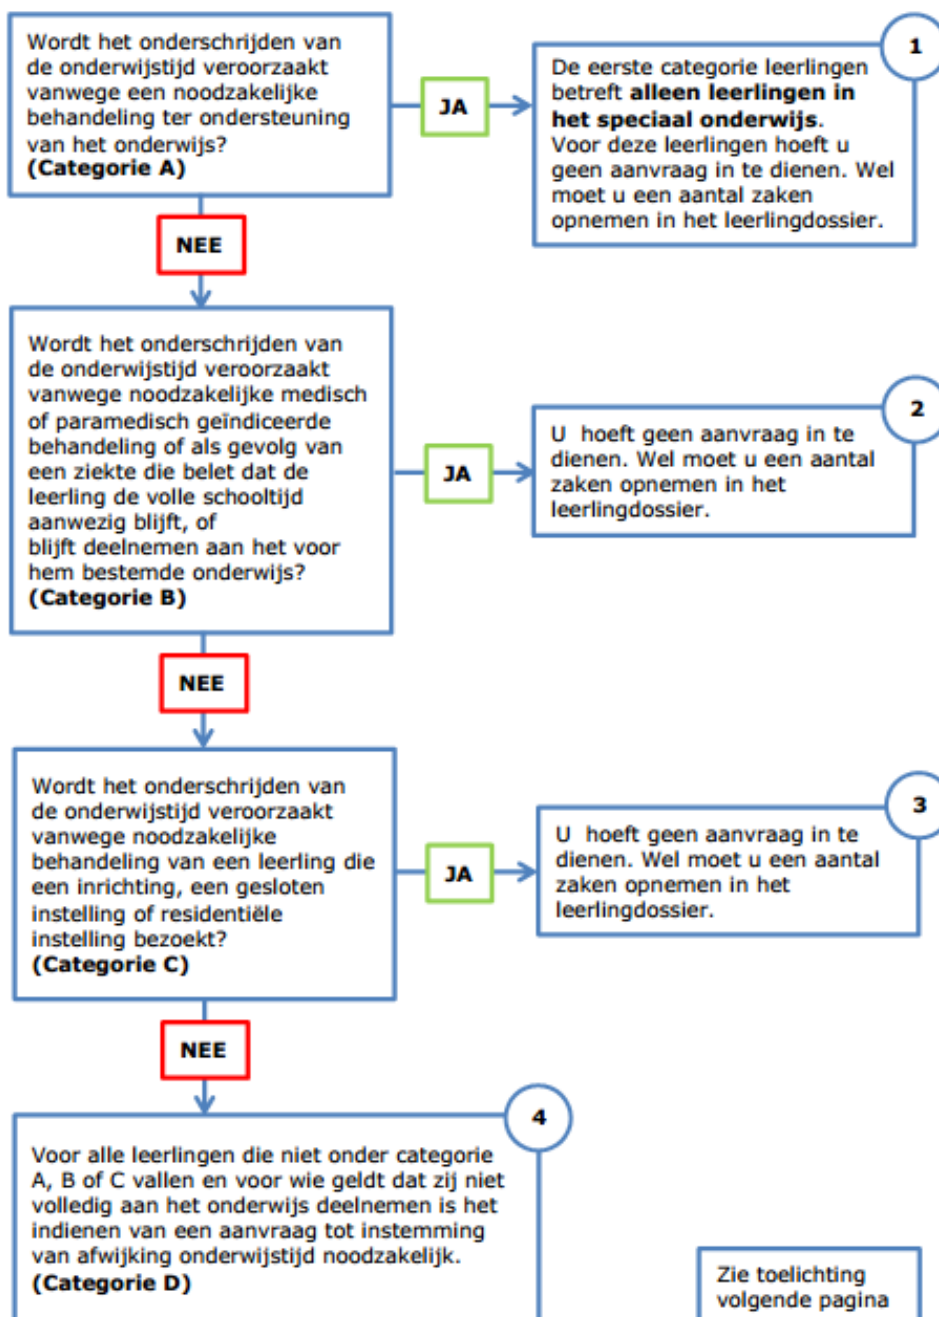 Wordt het onderschrijden van
de onderwijstijd veroorzaakt
vanwege een noodzakelijke
behandeling ter ondersteuning
van het onderwijs?
(Categorie A)
JA
1
De eerste categorie leerlingen
betreft alleen leerlingen in
het speciaal onderwijs.
Voor deze leerlingen hoeft u
geen aanvraag in te dienen. Wel
moet u een aantal zaken
opnemen in het leerlingdossier.
NEE
Wordt het onderschrijden van
de onderwijstijd veroorzaakt
vanwege noodzakelijke medisch
of paramedisch geïndiceerde
behandeling of als gevolg van
een ziekte die belet dat de
leerling de volle schooltijd
aanwezig blijft, of
blijft deelnemen aan het voor
hem bestemde onderwijs?
(Categorie B)
JA
2
U hoeft geen aanvraag in te
dienen. Wel moet u een aantal
zaken opnemen in het
leerlingdossier.
NEE
Wordt het onderschrijden van
de onderwijstijd veroorzaakt
vanwege noodzakelijke
behandeling van een leerling die
een inrichting, een gesloten
instelling of residentiële
instelling bezoekt?
(Categorie C)
JA
3
U hoeft geen aanvraag in te
dienen. Wel moet u een aantal
zaken opnemen in het
leerlingdossier.
NEE
4
Voor alle leerlingen die niet onder categorie
A, B of C vallen en voor wie geldt dat zij niet
volledig aan het onderwijs deelnemen is het
indienen van een aanvraag tot instemming
van afwijking onderwijstijd noodzakelijk.
(Categorie D)
Zie toelichting
volgende pagina